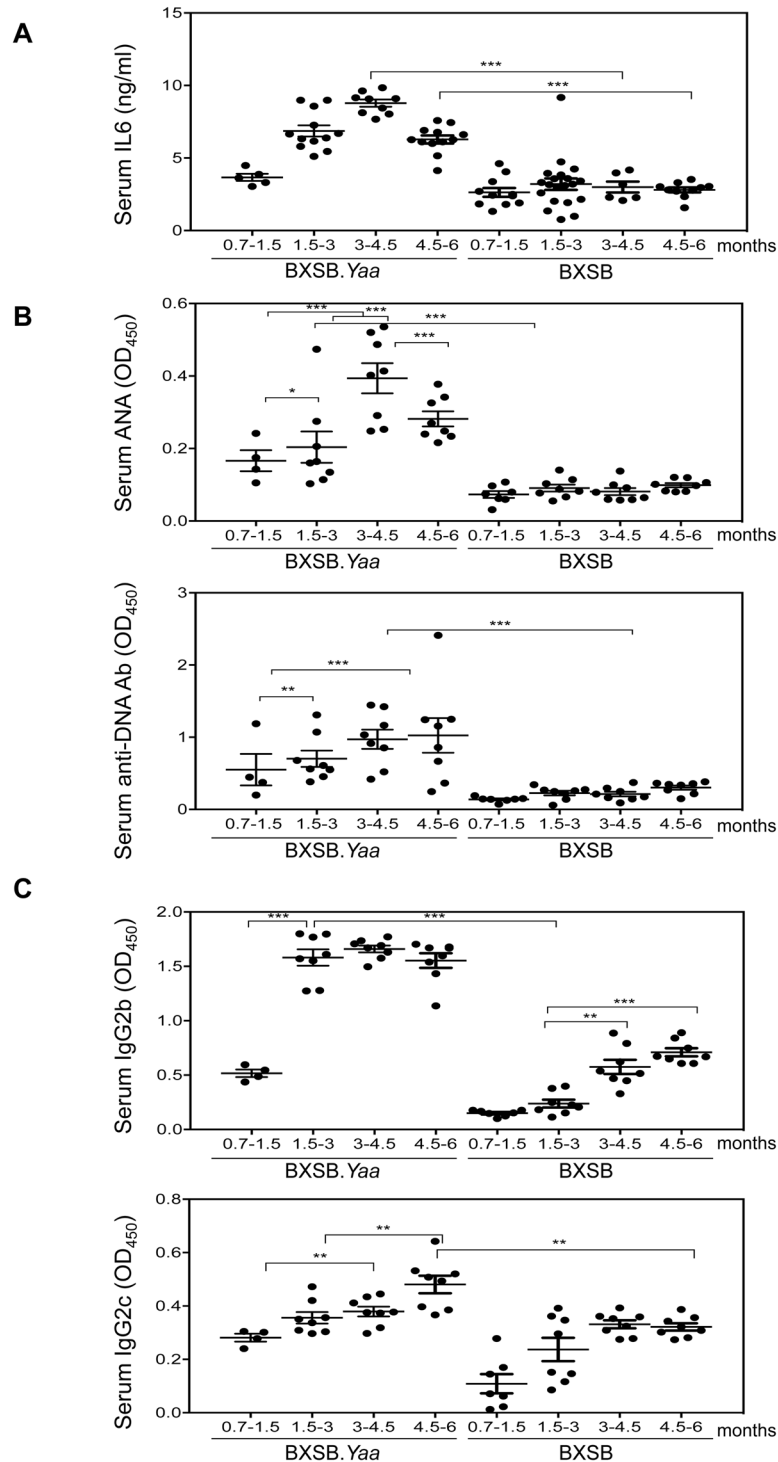 A
Serum IL6 (ng/ml)
15
10
5
0
***
***
0.7-1.5 1.5-3 3-4.5 4.5-6 0.7-1.5 1.5-3 3-4.5 4.5-6 months
BXSB.Yaa BXSB
B
Serum ANA (OD450)
0.6
0.4
0.2
0.0
*** ***
***
***
*
0.7-1.5 1.5-3 3-4.5 4.5-6 0.7-1.5 1.5-3 3-4.5 4.5-6 months
BXSB.Yaa BXSB
Serum anti-DNA Ab (OD450)
3
2
1
0
***
***
**
0.7-1.5 1.5-3 3-4.5 4.5-6 0.7-1.5 1.5-3 3-4.5 4.5-6 months
BXSB.Yaa BXSB
C
Serum IgG2b (OD450)
2.0
1.5
1.0
0.5
0.0
*** ***
***
**
0.7-1.5 1.5-3 3-4.5 4.5-6 0.7-1.5 1.5-3 3-4.5 4.5-6 months
BXSB.Yaa BXSB
Serum IgG2c (OD450)
0.8
0.6
0.4
0.2
0.0
**
**
**
0.7-1.5 1.5-3 3-4.5 4.5-6 0.7-1.5 1.5-3 3-4.5 4.5-6 months
BXSB.Yaa BXSB